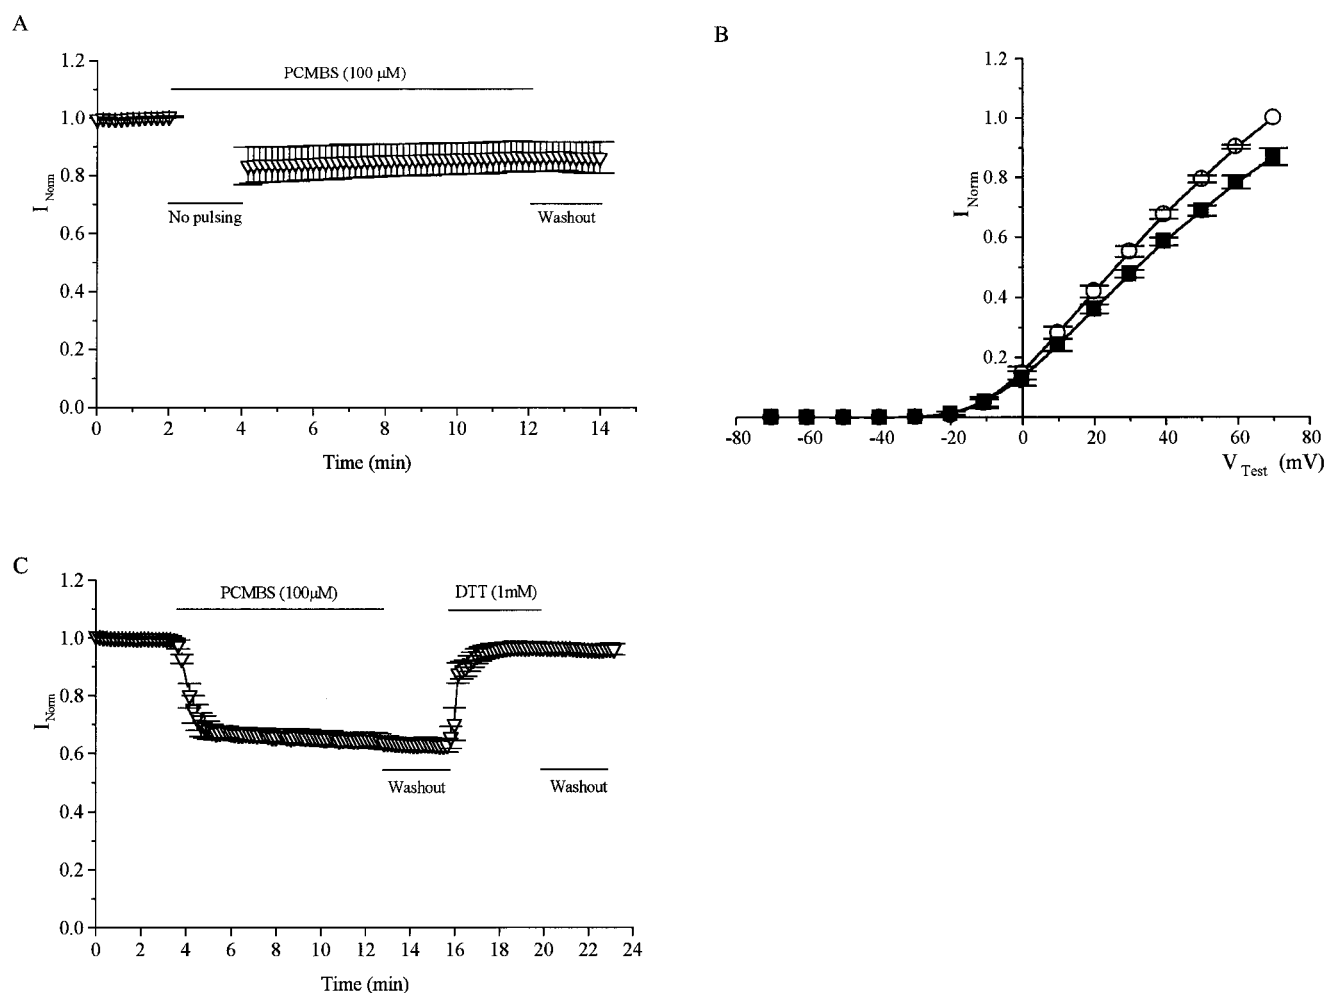 A
1.2
PCMBS (100 μM)
1.0
0.8
I Norm
No pulsing
Washout
0.6
0.4
0.2
0.0
0 2 4 6 8 10 12 14
Time (min)
B
1.2
1.0
I Norm
0.8
0.6
0.4
0.2
-80 -60 -40 -20 0 20 40 60 80
V Test (mV)
C
1.2
PCMBS (100μM) DTT (1mM)
1.0
0.8
I Norm
0.6
Washout Washout
0.4
0.2
0.0
0 2 4 6 8 10 12 14 16 18 20 22 24
Time (min)